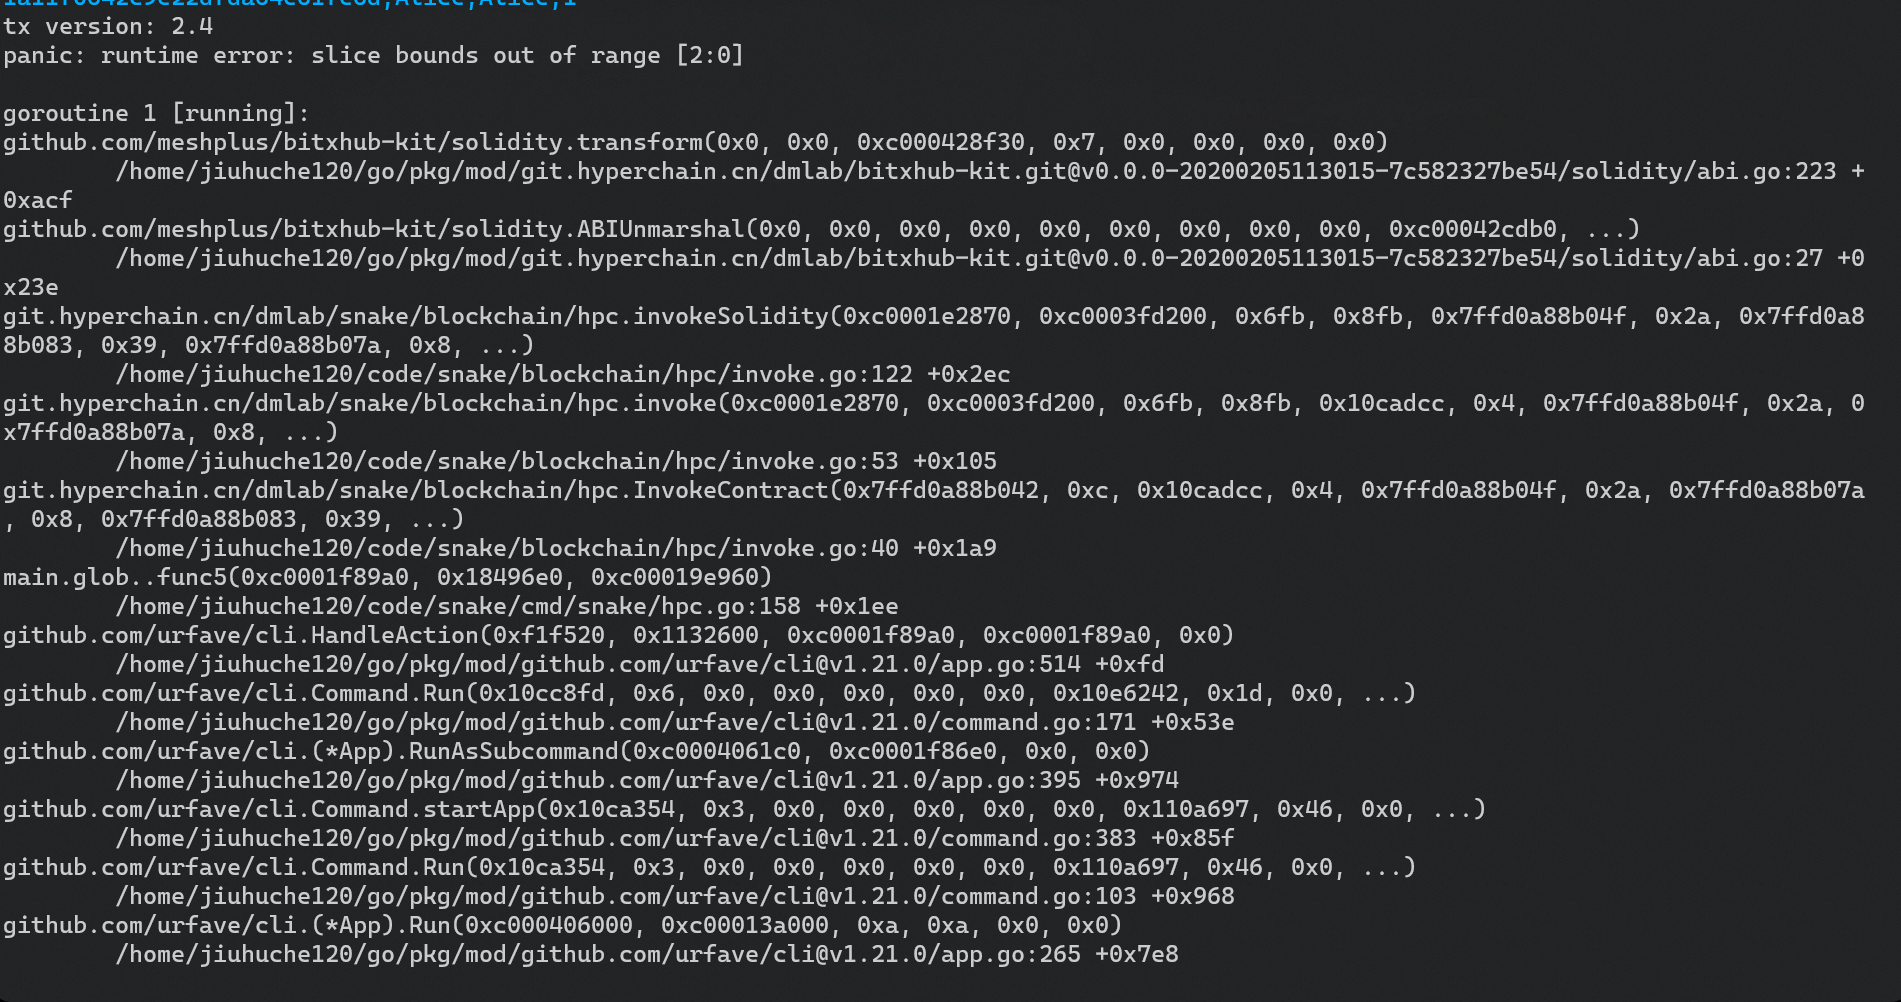 ,Alice,Alice,1
tx version: 2.4
panic: runtime error: slice bounds out of range [2:0]
goroutine 1 [running]:
github.com/meshplus/bitxhub-kit/solidity.transform(0x0, 0x0, 0xc000428f30, 0x7, 0x0, 0x0, 0x0, 0x0)
/home/jiuhuche120/go/pkg/mod/git.hyperchain.cn/dmlab/bitxhub-kit.git@v0.0.0-20200205113015-7c582327be54/solidity/abi.go:223 +
0xacf
github.com/meshplus/bitxhub-kit/solidity.ABIUnmarshal(0x0, 0x0, 0x0, 0x0, 0x0, 0x0, 0x0, 0x0, 0x0, 0xc00042cdb0, ...)
/home/jiuhuche120/go/pkg/mod/git.hyperchain.cn/dmlab/bitxhub-kit.git@v0.0.0-20200205113015-7c582327be54/solidity/abi.go:27 +0
x23e
git.hyperchain.cn/dmlab/snake/blockchain/hpc.invokeSolidity(0xc0001e2870, 0xc0003fd200, 0x6fb, 0x8fb, 0x7ffd0a88b04f, 0x2a, 0x7ffd0a8
8b083, 0x39, 0x7ffd0a88b07a, 0x8, ...)
/home/jiuhuche120/code/snake/blockchain/hpc/invoke.go:122 +0x2ec
git.hyperchain.cn/dmlab/snake/blockchain/hpc.invoke(0xc0001e2870, 0xc0003fd200, 0x6fb, 0x8fb, 0x10cadcc, 0x4, 0x7ffd0a88b04f, 0x2a, 0
x7ffd0a88b07a, 0x8, ...)
/home/jiuhuche120/code/snake/blockchain/hpc/invoke.go:53 +0x105
git.hyperchain.cn/dmlab/snake/blockchain/hpc.InvokeContract(0x7ffd0a88b042, 0xc, 0x10cadcc, 0x4, 0x7ffd0a88b04f, 0x2a, 0x7ffd0a88b07a
, 0x8, 0x7ffd0a88b083, 0x39, ...)
/home/jiuhuche120/code/snake/blockchain/hpc/invoke.go:40 +0x1a9
main.glob..func5(0xc0001f89a0, 0x18496e0, 0xc00019e960)
/home/jiuhuche120/code/snake/cmd/snake/hpc.go:158 +0x1ee
github.com/urfave/cli.HandleAction(0xf1f520, 0x1132600, 0xc0001f89a0, 0xc0001f89a0, 0x0)
/home/jiuhuche120/go/pkg/mod/github.com/urfave/cli@v1.21.0/app.go:514 +0xfd
github.com/urfave/cli.Command.Run(0x10cc8fd, 0x6, 0x0, 0x0, 0x0, 0x0, 0x0, 0x10e6242, 0x1d, 0x0, ...)
/home/jiuhuche120/go/pkg/mod/github.com/urfave/cli@v1.21.0/command.go:171 +0x53e
github.com/urfave/cli.(*App).RunAsSubcommand(0xc0004061c0, 0xc0001f86e0, 0x0, 0x0)
/home/jiuhuche120/go/pkg/mod/github.com/urfave/cli@v1.21.0/app.go:395 +0x974
github.com/urfave/cli.Command.startApp(0x10ca354, 0x3, 0x0, 0x0, 0x0, 0x0, 0x0, 0x110a697, 0x46, 0x0, ...)
/home/jiuhuche120/go/pkg/mod/github.com/urfave/cli@v1.21.0/command.go:383 +0x85f
github.com/urfave/cli.Command.Run(0x10ca354, 0x3, 0x0, 0x0, 0x0, 0x0, 0x0, 0x110a697, 0x46, 0x0, ...)
/home/jiuhuche120/go/pkg/mod/github.com/urfave/cli@v1.21.0/command.go:103 +0x968
github.com/urfave/cli.(*App).Run(0xc000406000, 0xc00013a000, 0xa, 0xa, 0x0, 0x0)
/home/jiuhuche120/go/pkg/mod/github.com/urfave/cli@v1.21.0/app.go:265 +0x7e8